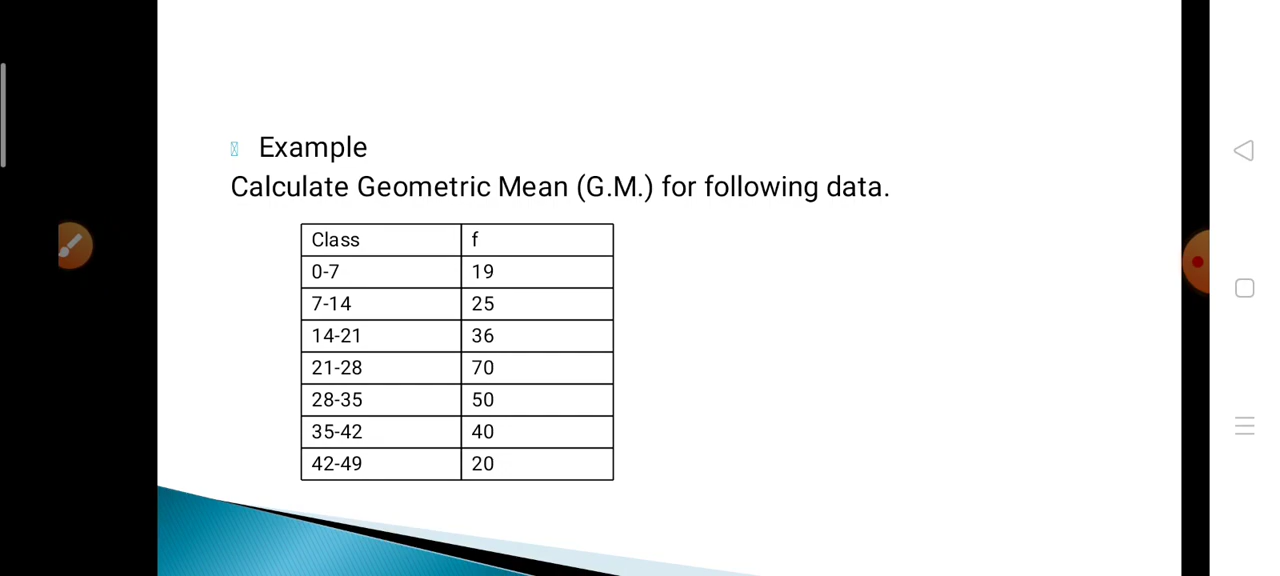 Example
Calculate Geometric Mean (G.M.) for following data.
Class f
0-7 19
7-14 25
14-21 36
21-28 70
28-35 50
35-42 40
42-49 20